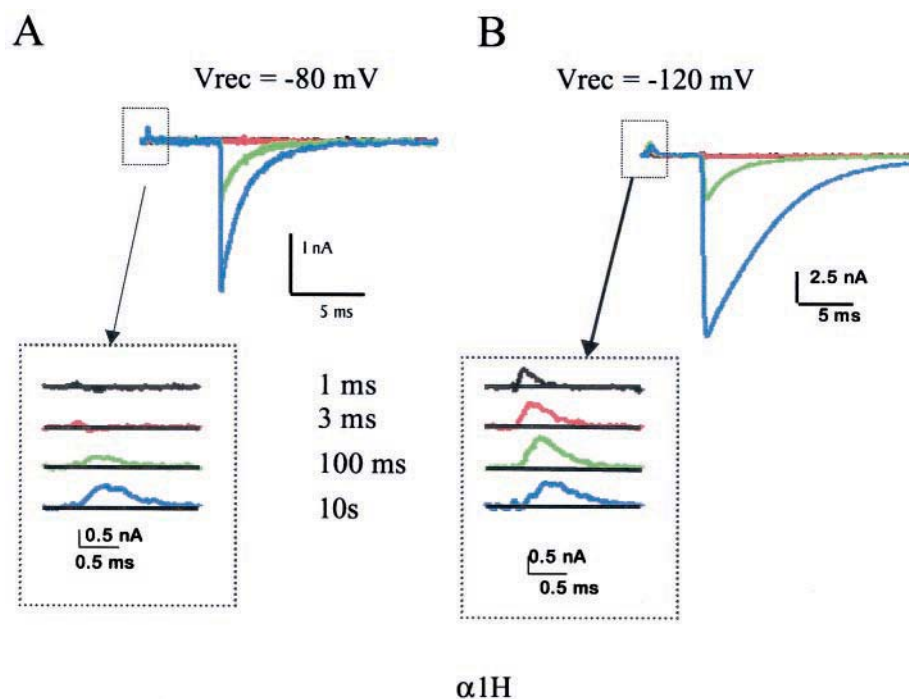 A
B
Vrec = -80 mV
Vrec = -120 mV
1 nA
5 ms
2.5 nA
5 ms
1 ms
3 ms
100 ms
10s
0.5 nA
0.5 ms
0.5 nA
0.5 ms
α1H